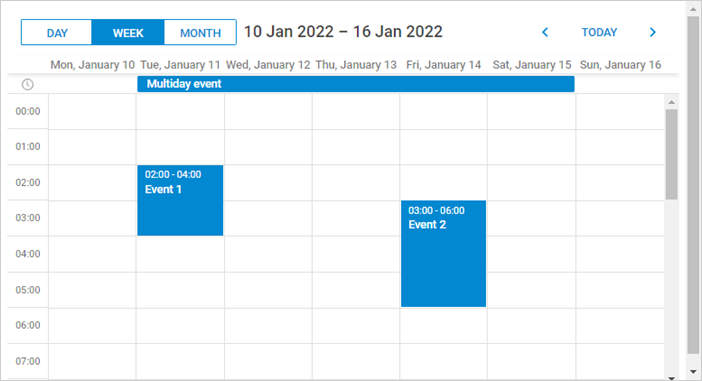 DAY WEEK MONTH 10 Jan 2022 – 16 Jan 2022 TODAY
Mon, January 10 Tue, January 11 Wed, January 12 Thu, January 13 Fri, January 14 Sat, January 15 Sun, January 16
Multiday event
00:00
01:00
02:00
02:00 - 04:00
Event 1
03:00
03:00 - 06:00
Event 2
04:00
05:00
06:00
07:00